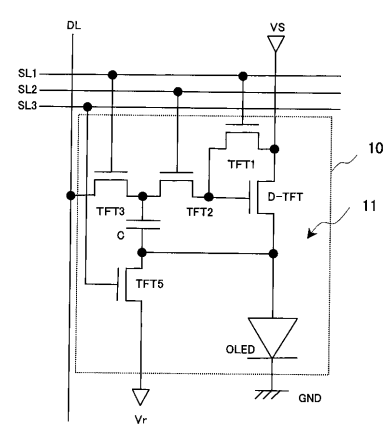 DL
VS
SL1
SL2
SL3
10
TFT1
D-TFT
11
TFT3
TFT2
C
TFT5
OLED
GND
Vr